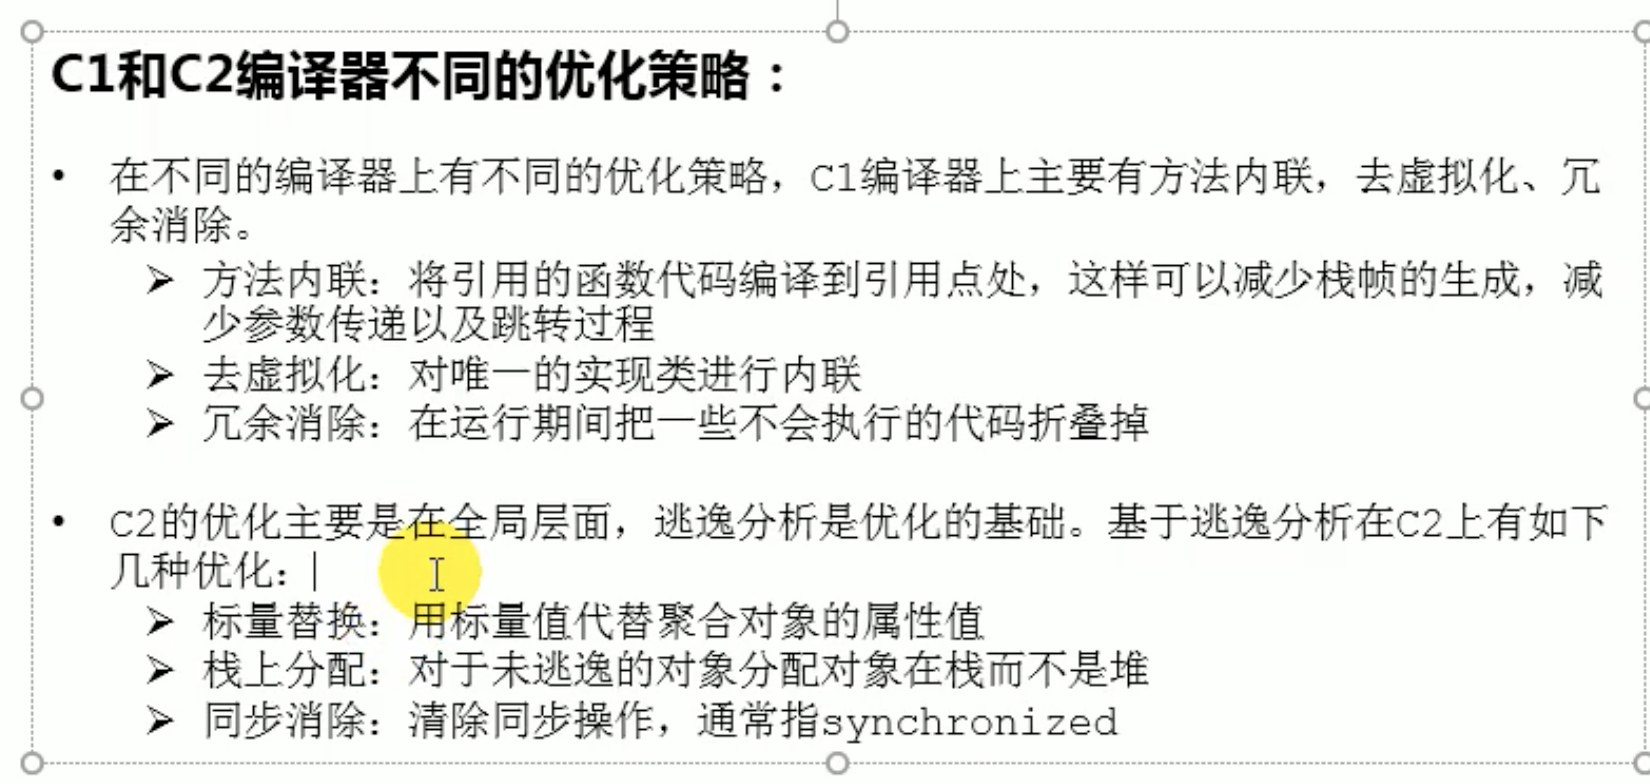 C1和C2编译器不同的优化策略：
• 在不同的编译器上有不同的优化策略，C1编译器上主要有方法内联，去虚拟化、冗
余消除。
➢ 方法内联：将引用的函数代码编译到引用点处，这样可以减少栈帧的生成，减
少参数传递以及跳转过程
➢ 去虚拟化：对唯一的实现类进行内联
➢ 冗余消除：在运行期间把一些不会执行的代码折叠掉
• C2的优化主要是在全局层面，逃逸分析是优化的基础。基于逃逸分析在C2上有如下
几种优化：
➢ 标量替换：用标量值代替聚合对象的属性值
➢ 栈上分配：对于未逃逸的对象分配对象在栈而不是堆
➢ 同步消除：清除同步操作，通常指synchronized